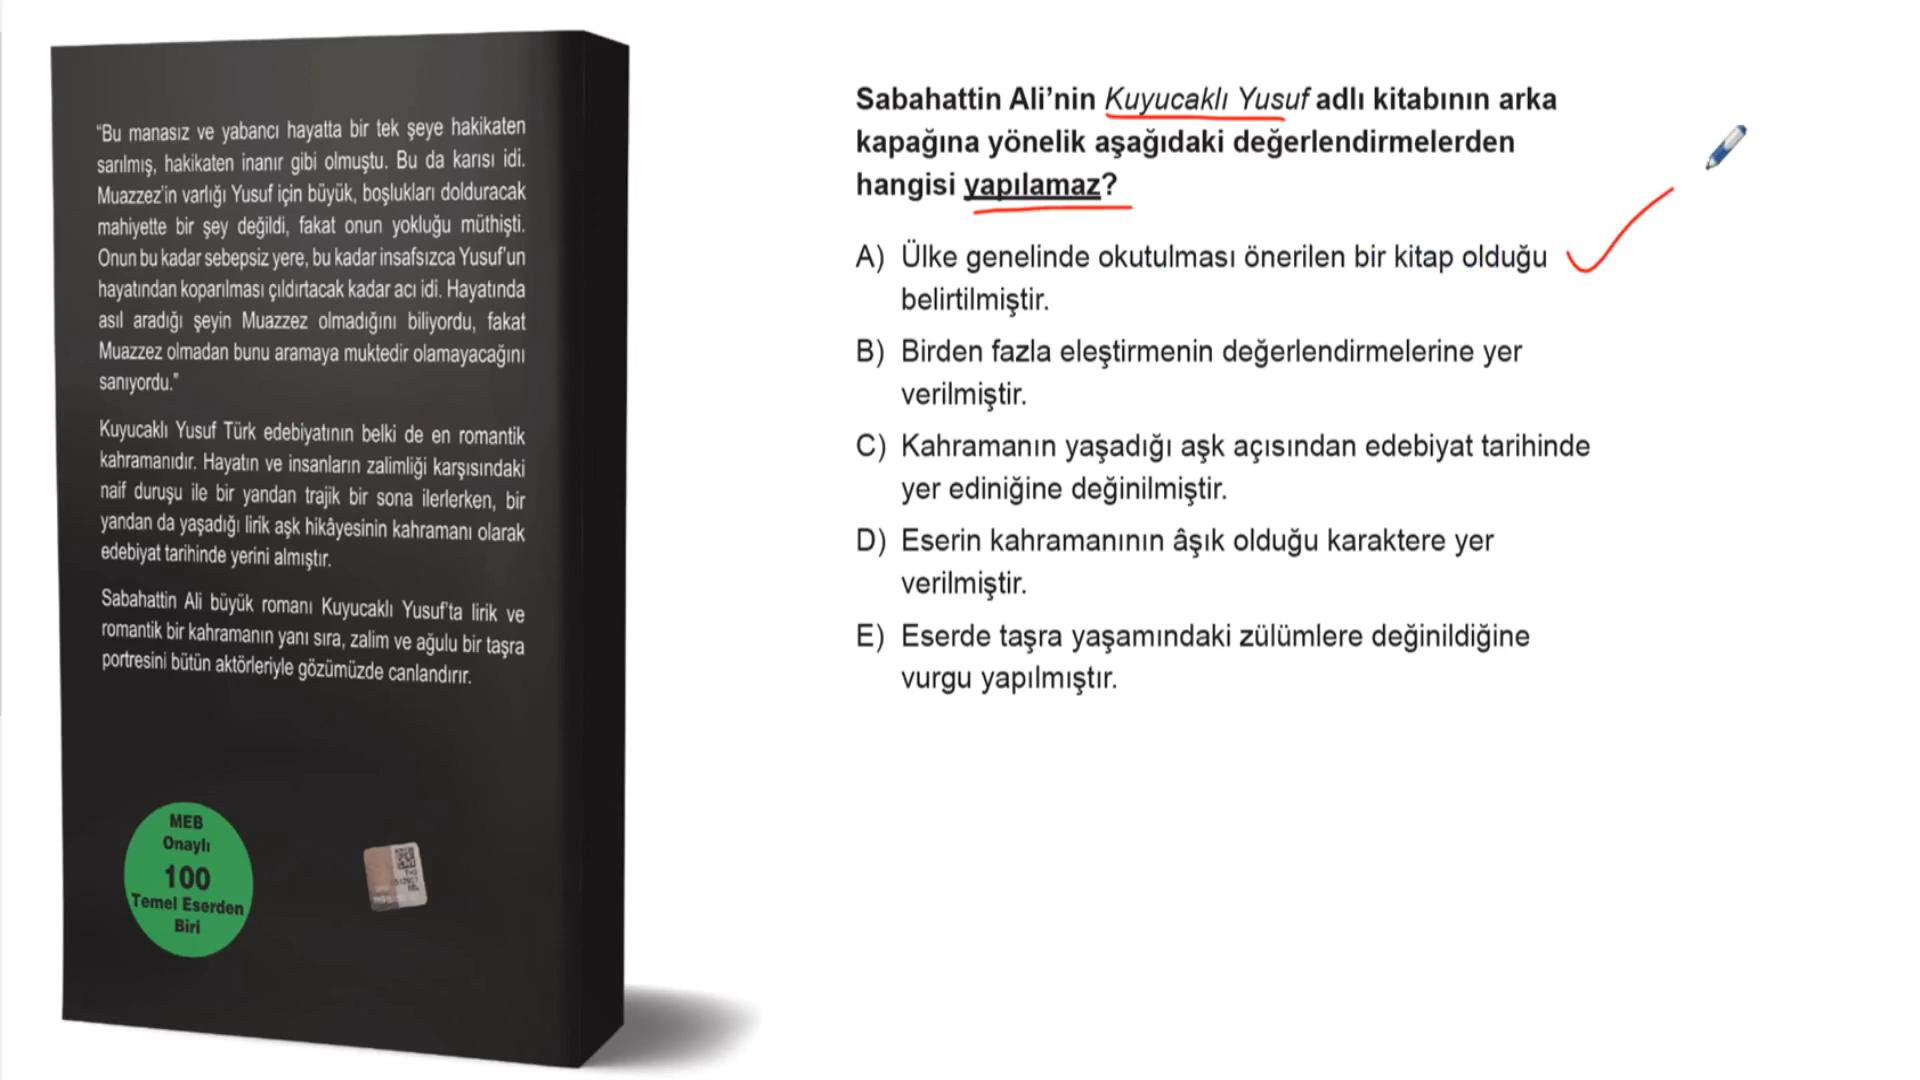 “Bu manasız ve yabancı hayatta bir tek şeye hakikaten
sarılmış, hakikaten inanır gibi olmuştu. Bu da karısı idi.
Muazzez’in varlığı Yusuf için büyük, boşlukları dolduracak
mahiyette bir şey değildi, fakat onun yokluğu müthişti.
Onun bu kadar sebepsiz yere, bu kadar insafsızca Yusuf’un
hayatından koparılması çıldırtacak kadar acı idi. Hayatında
asıl aradığı şeyin Muazzez olmadığını biliyordu, fakat
Muazzez olmadan bunu aramaya muktedir olamayacağını
sanıyordu.”
Kuyucaklı Yusuf Türk edebiyatının belki de en romantik
kahramanıdır. Hayatın ve insanların zalimliği karşısındaki
naif duruşu ile bir yandan trajik bir sona ilerlerken, bir
yandan da yaşadığı lirik aşk hikâyesinin kahramanı olarak
edebiyat tarihinde yerini almıştır.
Sabahattin Ali büyük romanı Kuyucaklı Yusuf’ta lirik ve
romantik bir kahramanın yanı sıra, zalim ve ağulu bir taşra
portresini bütün aktörleriyle gözümüzde canlandırır.
MEB
Onaylı
100
Temel Eserden
Biri
Sabahattin Ali’nin Kuyucaklı Yusuf adlı kitabının arka
kapağına yönelik aşağıdaki değerlendirmelerden
hangisi yapılamaz?
A) Ülke genelinde okutulması önerilen bir kitap olduğu
belirtilmiştir.
B) Birden fazla eleştirmenin değerlendirmelerine yer
verilmiştir.
C) Kahramanın yaşadığı aşk açısından edebiyat tarihinde
yer ediniğine değinilmiştir.
D) Eserin kahramanının âşık olduğu karaktere yer
verilmiştir.
E) Eserde taşra yaşamındaki zülümlere değinildiğine
vurgu yapılmıştır.